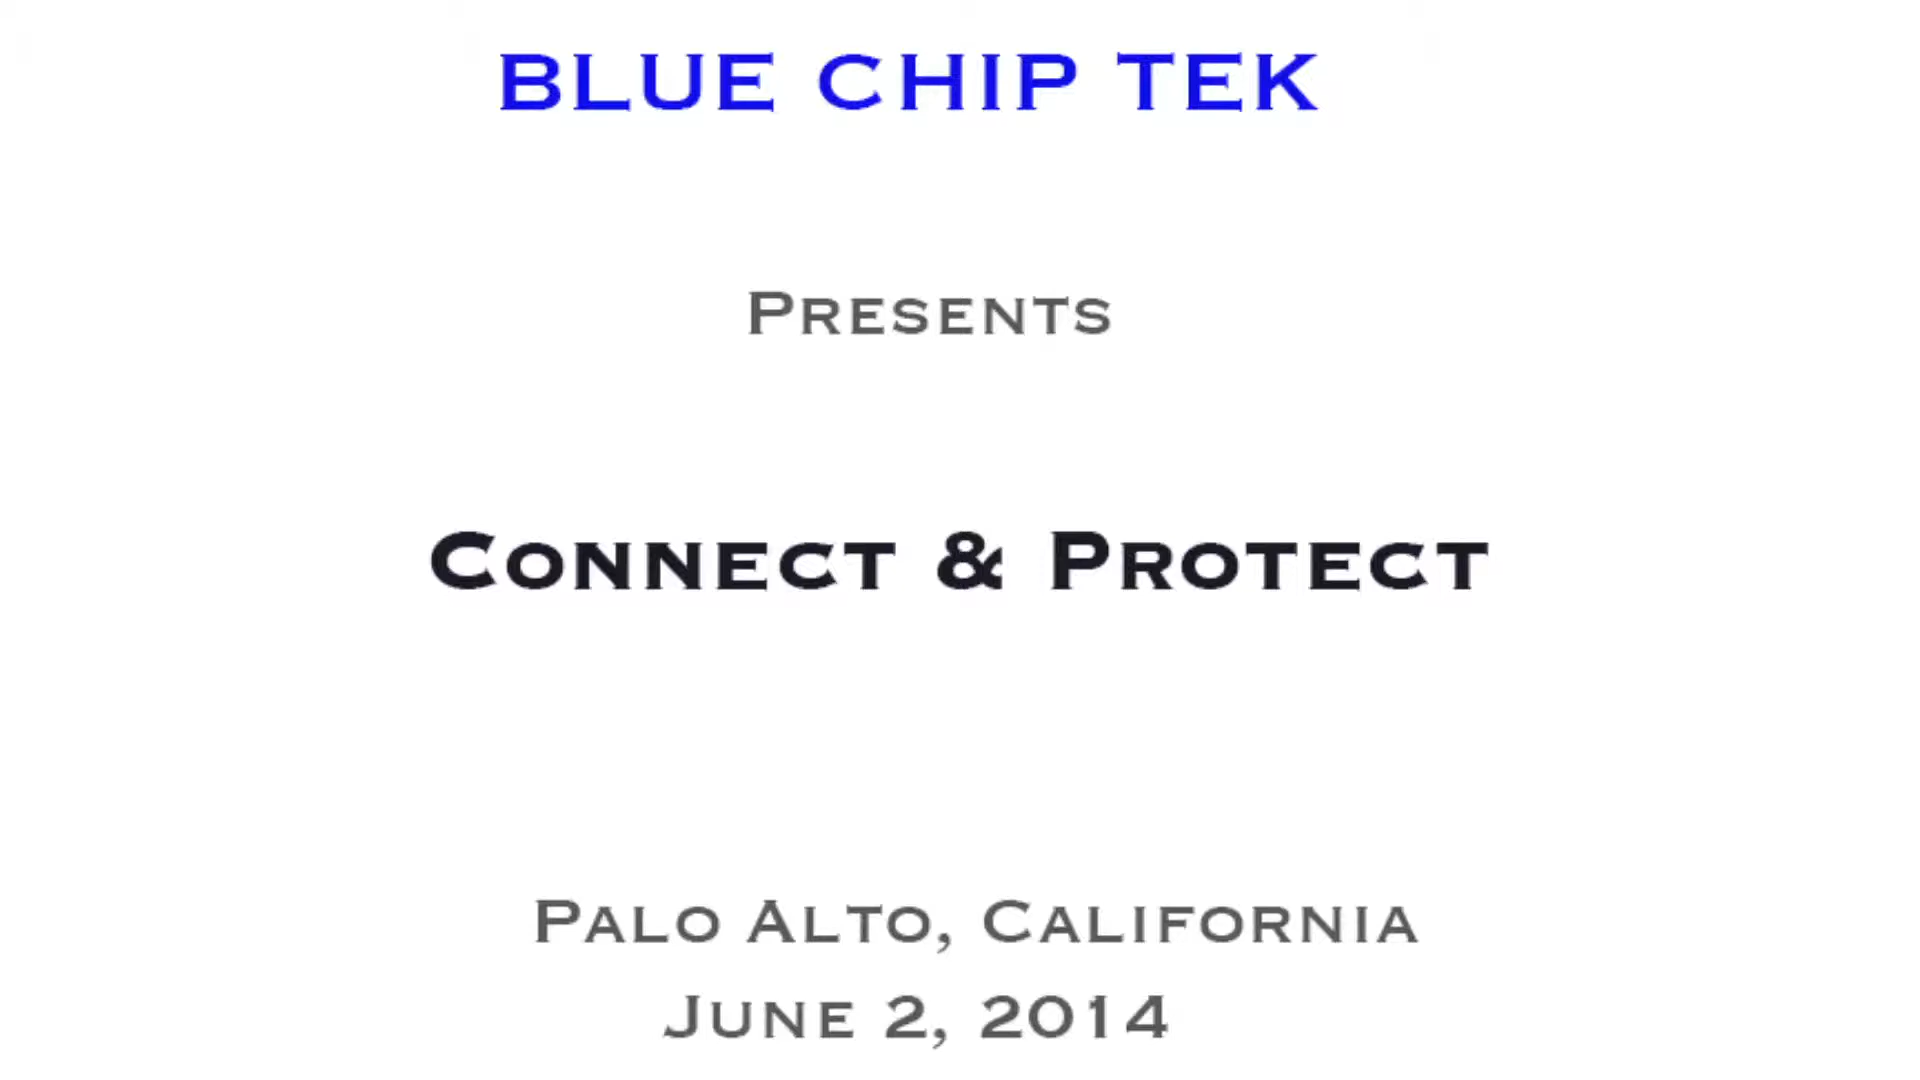 BLUE CHIP TEK
PRESENTS
CONNECT & PROTECT
PALO ALTO, CALIFORNIA
JUNE 2, 2014